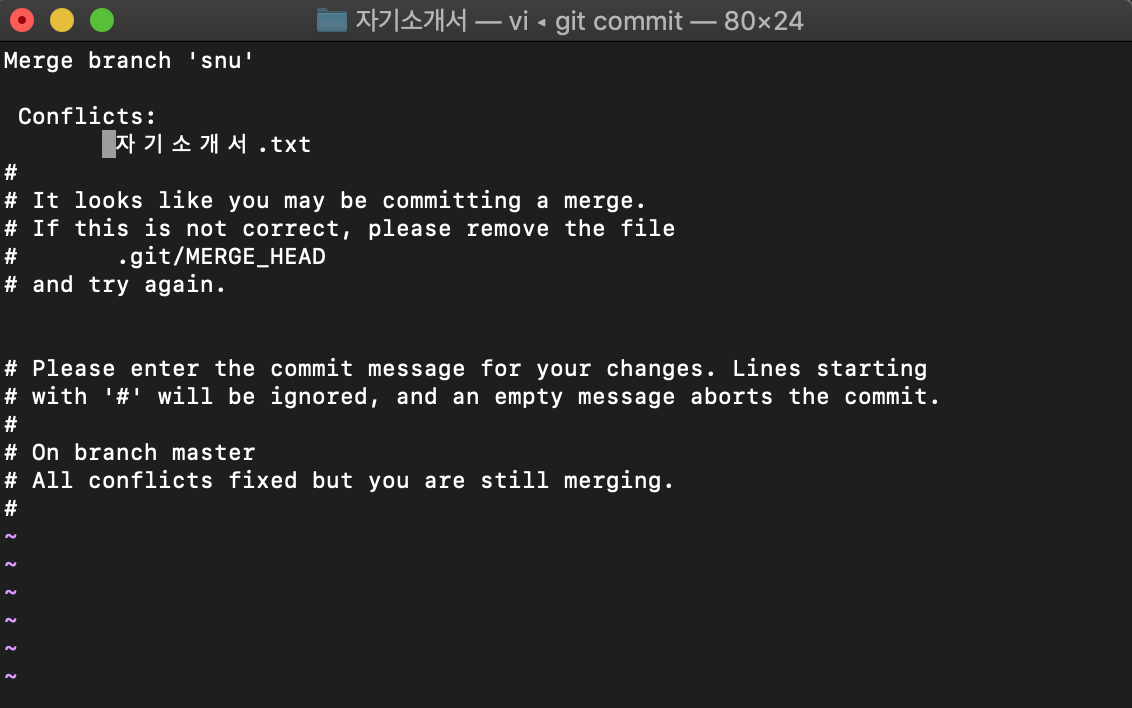 자기소개서 — vi ◂ git commit — 80×24
Merge branch 'snu'
Conflicts:
자기소개서.txt
#
# It looks like you may be committing a merge.
# If this is not correct, please remove the file
#       .git/MERGE_HEAD
# and try again.
# Please enter the commit message for your changes. Lines starting
# with '#' will be ignored, and an empty message aborts the commit.
#
# On branch master
# All conflicts fixed but you are still merging.
#
~
~
~
~
~
~